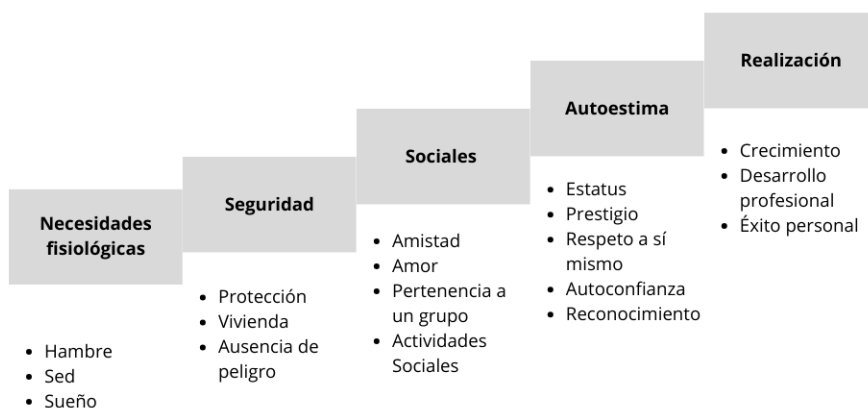 Necesidades
fisiológicas
• Hambre
• Sed
• Sueño
Seguridad
• Protección
• Vivienda
• Ausencia de
peligro
Sociales
• Amistad
• Amor
• Pertenencia a
un grupo
• Actividades
Sociales
Autoestima
• Estatus
• Prestigio
• Respeto a sí
mismo
• Autoconfianza
• Reconocimiento
Realización
• Crecimiento
• Desarrollo
profesional
• Éxito personal